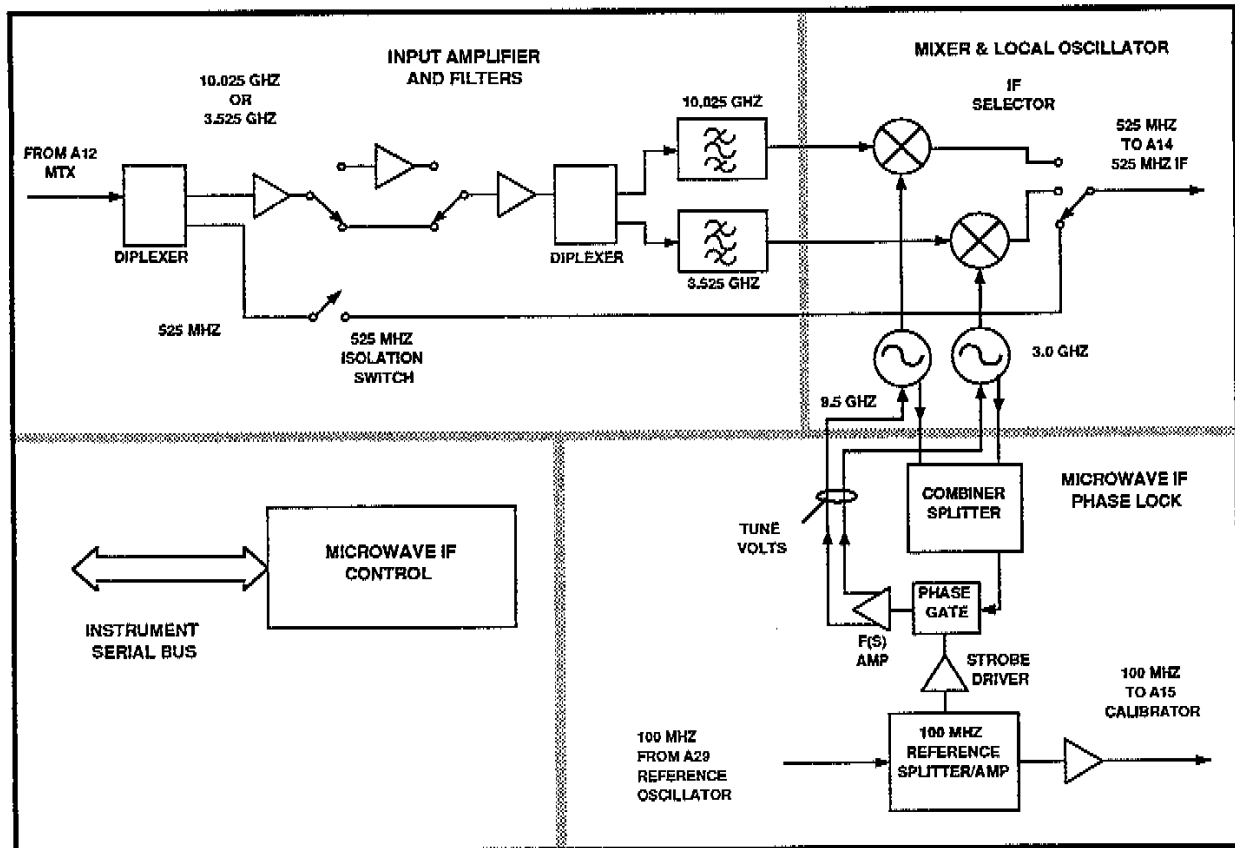 INPUT AMPLIFIER
AND FILTERS
MIXER & LOCAL OSCILLATOR
10.025 GHZ
OR
3.525 GHZ
IF
SELECTOR
10.025 GHZ
FROM A12
MTX
525 MHZ
TO A14
525 MHZ IF
DIPLEXER
DIPLEXER
3.525 GHZ
525 MHZ
525 MHZ
ISOLATION
SWITCH
3.0 GHZ
9.5 GHZ
COMBINER
SPLITTER
MICROWAVE IF
PHASE LOCK
TUNE
VOLTS
MICROWAVE IF
CONTROL
PHASE
GATE
INSTRUMENT
SERIAL BUS
F(S)
AMP
STROBE
DRIVER
100 MHZ
TO A15
CALIBRATOR
100 MHZ
FROM A29
REFERENCE
OSCILLATOR
100 MHZ
REFERENCE
SPLITTER/AMP